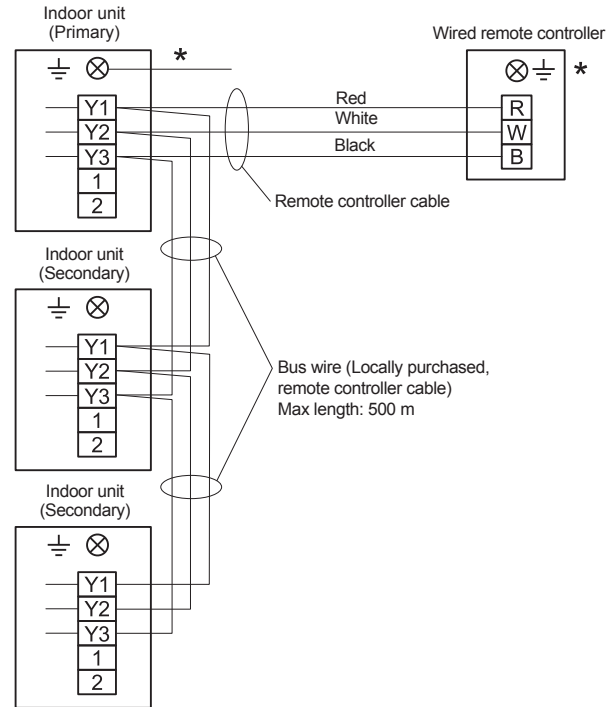 Indoor unit
(Primary)
*
Y1
Y2
Y3
1
2
Red
White
Black
Wired remote controller
*
R
W
B
Remote controller cable
Indoor unit
(Secondary)
Y1
Y2
Y3
1
2
Bus wire (Locally purchased,
remote controller cable)
Max length: 500 m
Indoor unit
(Secondary)
Y1
Y2
Y3
1
2